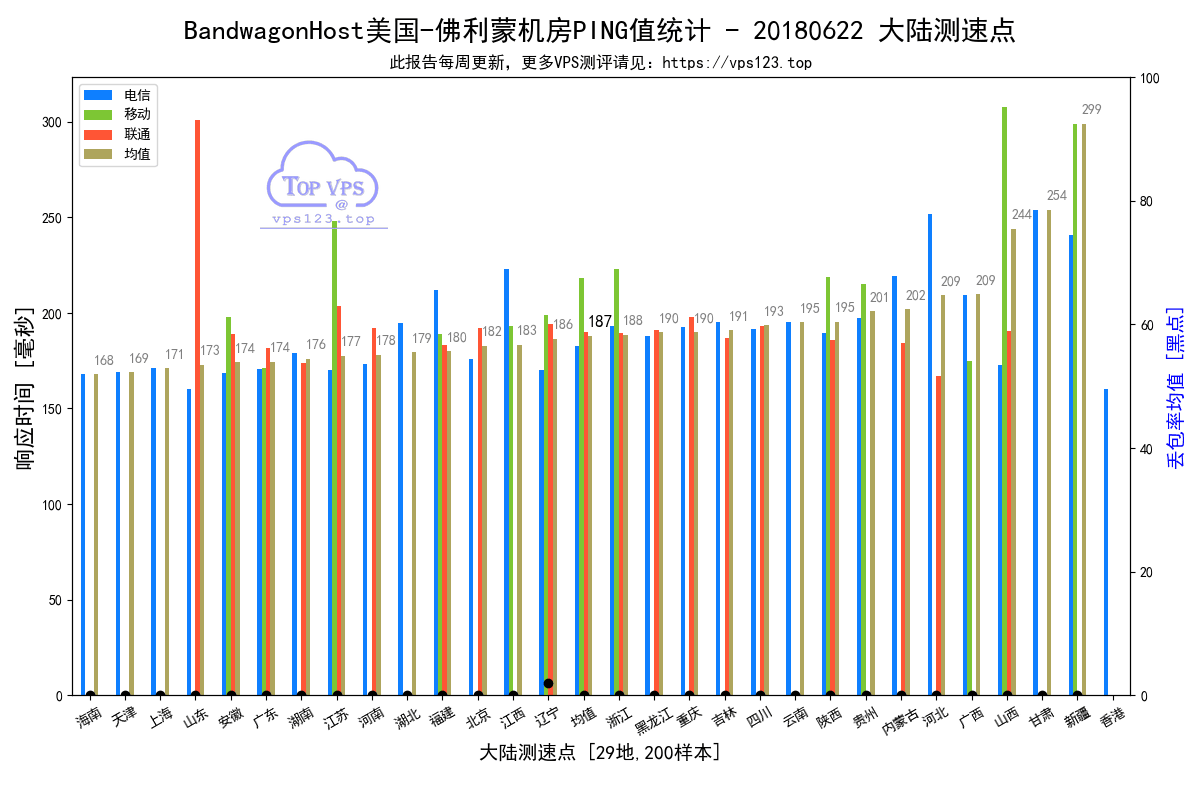 BandwagonHost美国-佛利蒙机房PING值统计 - 20180622 大陆测速点
此报告每周更新，更多VPS测评请见：https://vps123.top
电信
移动
联通
均值
TOP VPS
@
vps123.top
响应时间 [毫秒]
0
50
100
150
200
250
300
丢包率均值 [黑点]
0
20
40
60
80
100
168
169
171
173
174
174
176
177
178
179
180
182
183
186
187
188
190
190
191
193
195
195
201
202
209
209
244
254
299
海南
天津
上海
山东
安徽
广东
湖南
江苏
河南
湖北
福建
北京
江西
辽宁
均值
浙江
黑龙江
重庆
吉林
四川
云南
陕西
贵州
内蒙古
河北
广西
山西
甘肃
新疆
香港
大陆测速点 [29地,200样本]